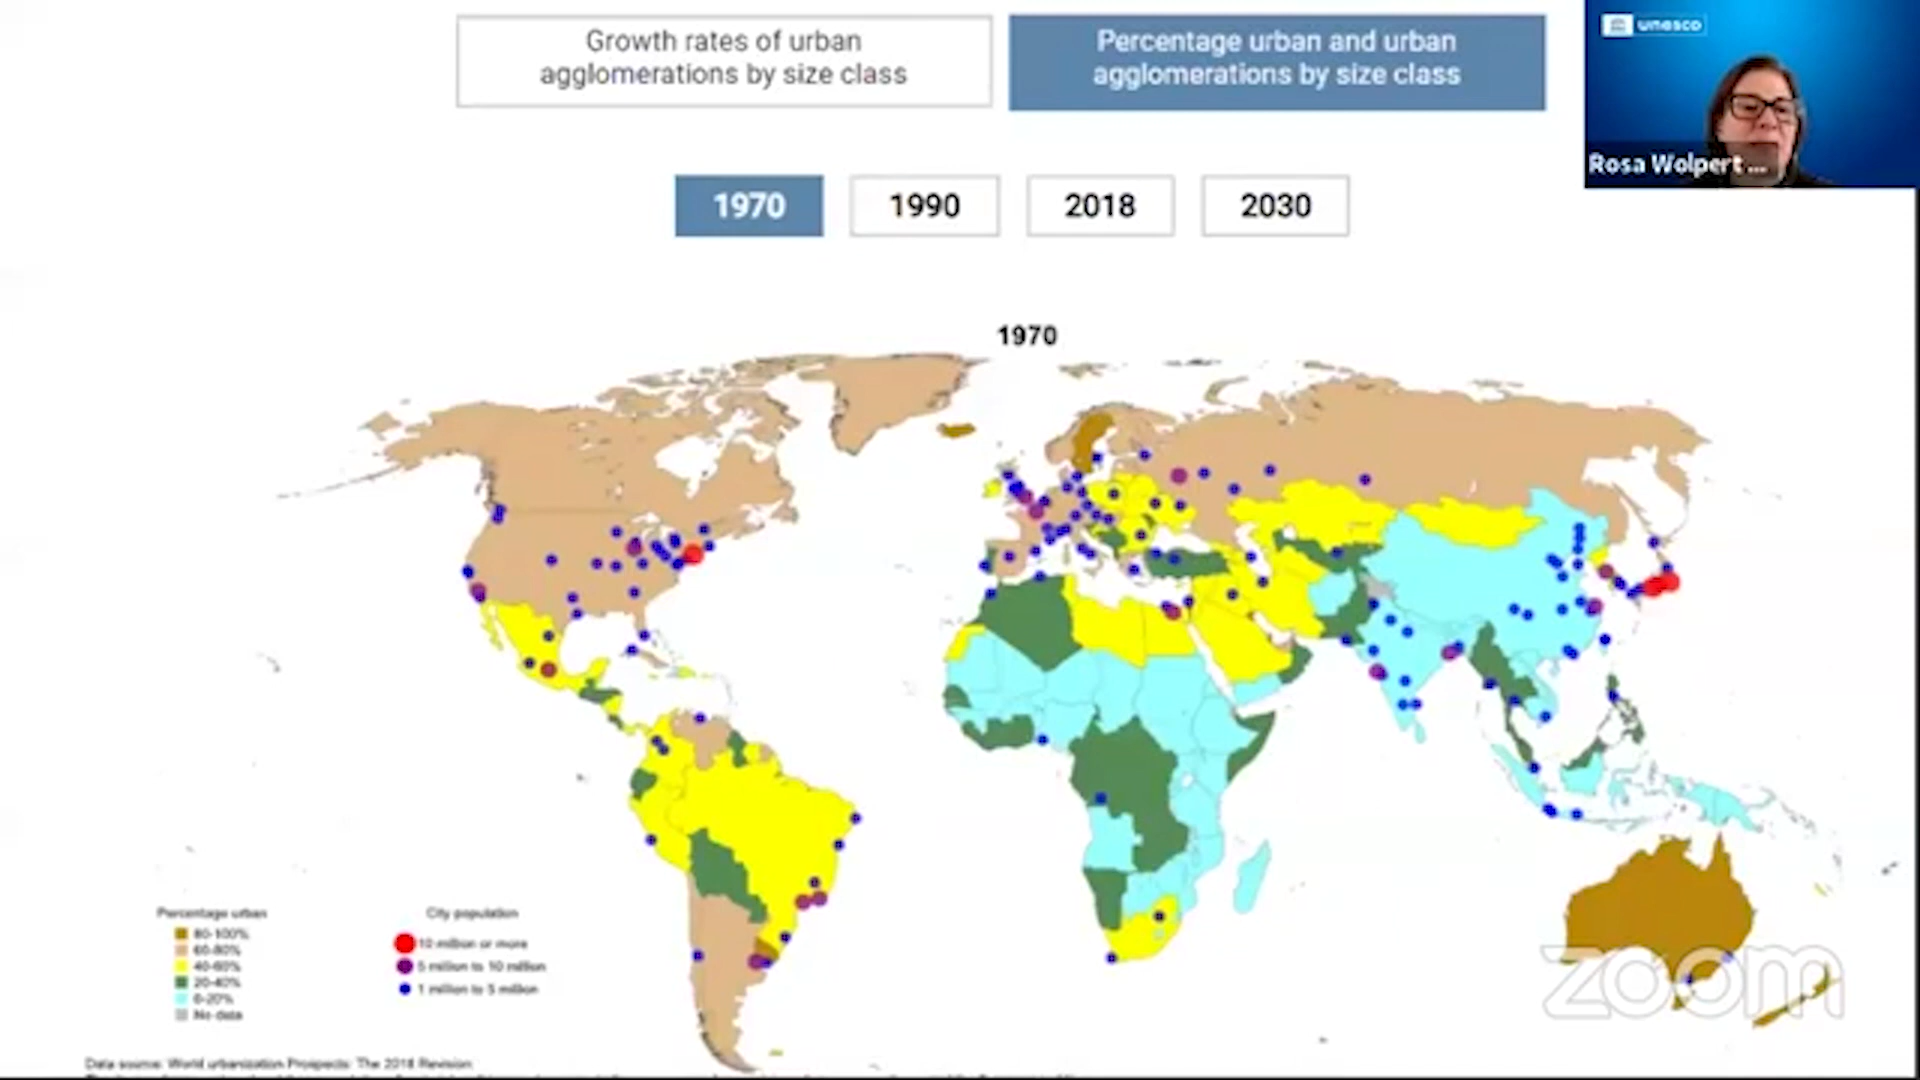 Growth rates of urban
agglomerations by size class
Percentage urban and urban
agglomerations by size class
unesco
Rosa Wolpert ...
1970
1990
2018
2030
1970
Percentage urban
80-100%
60-80%
40-60%
20-40%
0-20%
No data
City population
10 million or more
5 million to 10 million
1 million to 5 million
zoom
Data source: World urbanization Prospects: The 2018 Revision